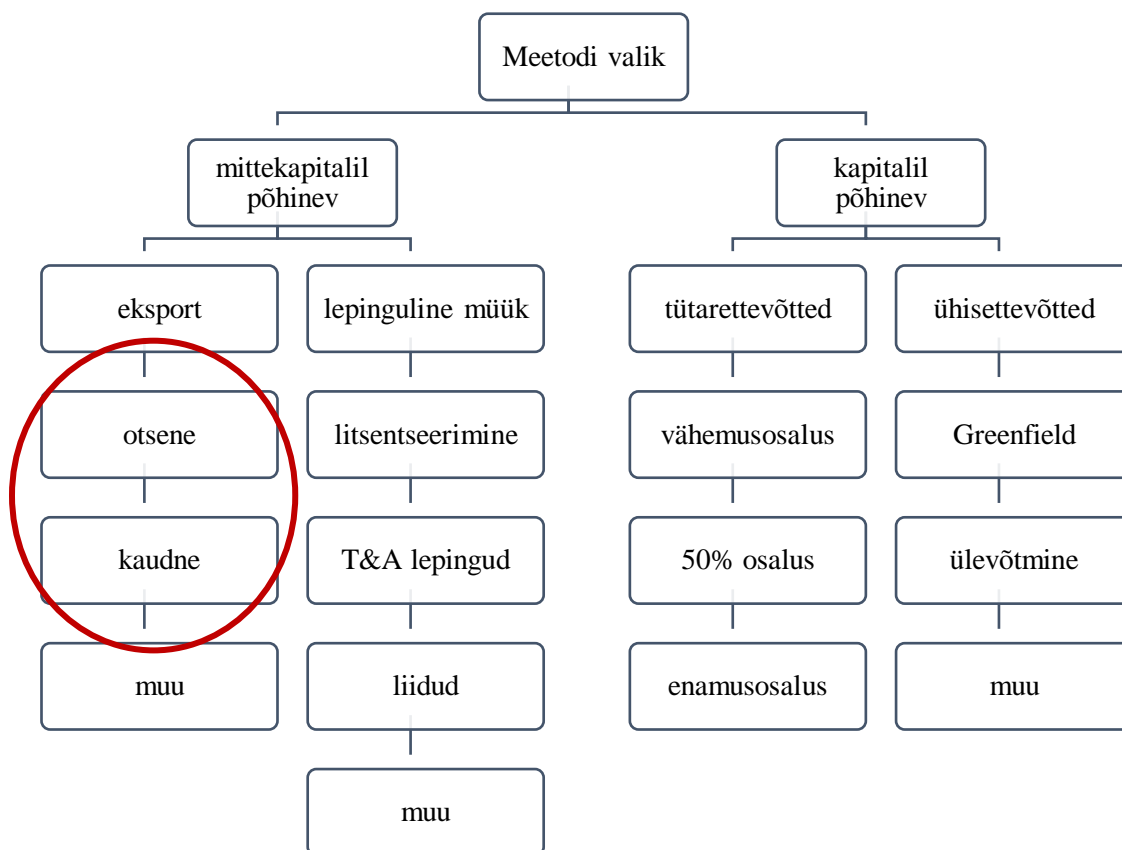 Meetodi valik
mittekapitalil
põhinev
kapitalil
põhinev
eksport
lepinguline müük
tütarettevõtted
ühisettevõtted
otsene
litsentseerimine
vähemusosalus
Greenfield
kaudne
T&A lepingud
50% osalus
ülevõtmine
muu
liidud
enamusosalus
muu
muu